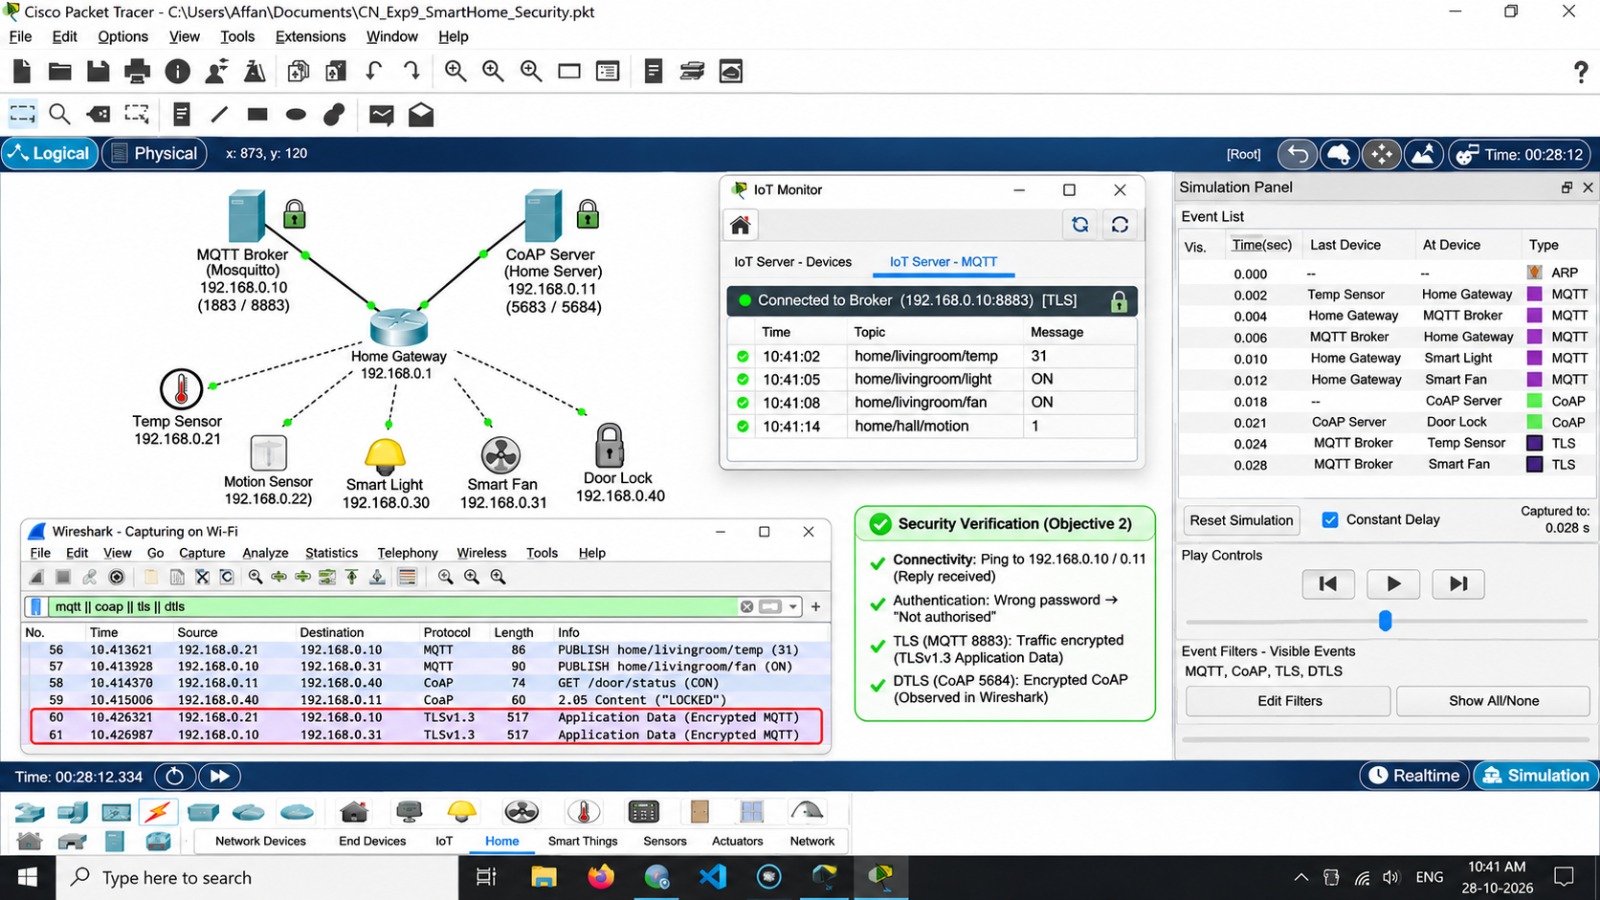 Cisco Packet Tracer - C:\Users\Affan\Documents\CN_Exp9_SmartHome_Security.pkt
File Edit Options View Tools Extensions Window Help
?
Logical Physical x: 873, y: 120 [Root] Time: 00:28:12
MQTT Broker
(Mosquitto)
192.168.0.10
(1883 / 8883)
CoAP Server
(Home Server)
192.168.0.11
(5683 / 5684)
Home Gateway
192.168.0.1
Temp Sensor
192.168.0.21
Motion Sensor
192.168.0.22)
Smart Light
192.168.0.30
Smart Fan
192.168.0.31
Door Lock
192.168.0.40
IoT Monitor
IoT Server - Devices IoT Server - MQTT
Connected to Broker (192.168.0.10:8883) [TLS]
Time Topic Message
10:41:02 home/livingroom/temp 31
10:41:05 home/livingroom/light ON
10:41:08 home/livingroom/fan ON
10:41:14 home/hall/motion 1
Simulation Panel
Event List
Vis. Time(sec) Last Device At Device Type
0.000 -- -- ARP
0.002 Temp Sensor Home Gateway MQTT
0.004 Home Gateway MQTT Broker MQTT
0.006 MQTT Broker Home Gateway MQTT
0.010 Home Gateway Smart Light MQTT
0.012 Home Gateway Smart Fan MQTT
0.018 -- CoAP Server CoAP
0.021 CoAP Server Door Lock CoAP
0.024 MQTT Broker Temp Sensor TLS
0.028 MQTT Broker Smart Fan TLS
Reset Simulation Constant Delay Captured to:
0.028 s
Play Controls
Event Filters - Visible Events
MQTT, CoAP, TLS, DTLS
Edit Filters Show All/None
Wireshark - Capturing on Wi-Fi
File Edit View Go Capture Analyze Statistics Telephony Wireless Tools Help
mqtt || coap || tls || dtls
No. Time Source Destination Protocol Length Info
56 10.413621 192.168.0.21 192.168.0.10 MQTT 86 PUBLISH home/livingroom/temp (31)
57 10.413928 192.168.0.10 192.168.0.31 MQTT 90 PUBLISH home/livingroom/fan (ON)
58 10.414370 192.168.0.11 192.168.0.40 CoAP 74 GET /door/status (CON)
59 10.415006 192.168.0.40 192.168.0.11 CoaP 60 2.05 Content ("LOCKED")
60 10.426321 192.168.0.21 192.168.0.10 TLSv1.3 517 Application Data (Encrypted MQTT)
61 10.426987 192.168.0.10 192.168.0.31 TLSv1.3 517 Application Data (Encrypted MQTT)
Security Verification (Objective 2)
Connectivity: Ping to 192.168.0.10 / 0.11
(Reply received)
Authentication: Wrong password →
"Not authorised"
TLS (MQTT 8883): Traffic encrypted
(TLSv1.3 Application Data)
DTLS (CoAP 5684): Encrypted CoAP
(Observed in Wireshark)
Time: 00:28:12.334 Realtime Simulation
Network Devices End Devices IoT Home Smart Things Sensors Actuators Network
Type here to search
ENG
10:41 AM
28-10-2026